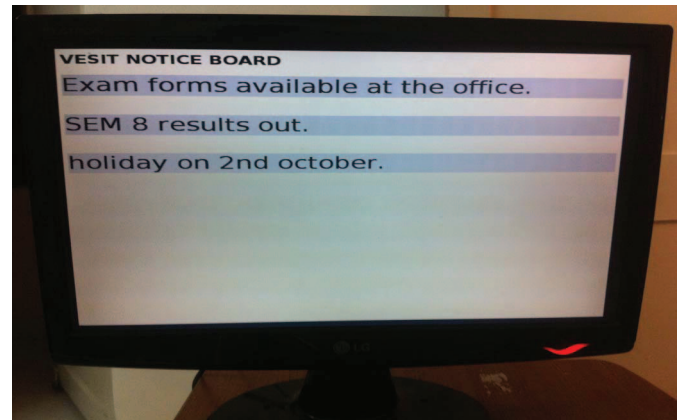 VESIT NOTICE BOARD
Exam forms available at the office.
SEM 8 results out.
holiday on 2nd october.
LG